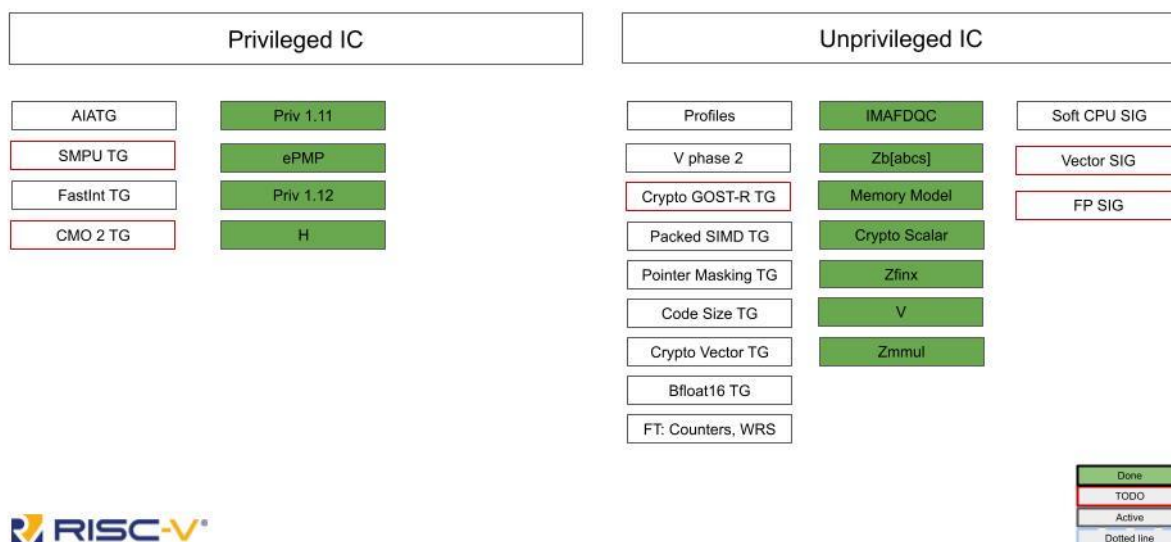 Privileged IC
AIATG
SMPU TG
FastInt TG
CMO 2 TG
Priv 1.11
ePMP
Priv 1.12
H
Unprivileged IC
Profiles
V phase 2
Crypto GOST-R TG
Packed SIMD TG
Pointer Masking TG
Code Size TG
Crypto Vector TG
Bfloat16 TG
FT: Counters, WRS
IMAFDQC
Zb[abcs]
Memory Model
Crypto Scalar
Zfinx
V
Zmmul
Soft CPU SIG
Vector SIG
FP SIG
RISC-V®
Done
TODO
Active
Dotted line